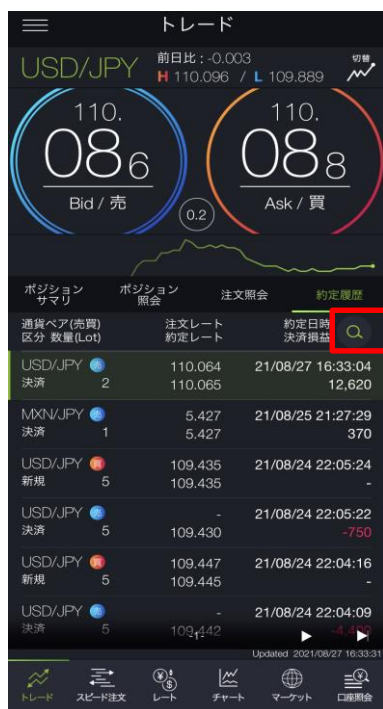 トレード
USD/JPY 前日比 : -0.003 切替
H 110.096 / L 109.889
110. 110.
08 6 08 8
Bid / 売 0.2 Ask / 買
ポジションサマリ ポジション照会 注文照会 約定履歴
通貨ペア(売買) 注文レート 約定日時
区分 数量(Lot) 約定レート 決済損益
USD/JPY 売 110.064 21/08/27 16:33:04
決済 2 110.065 12,620
MXN/JPY 売 5.427 21/08/25 21:27:29
決済 1 5.427 370
USD/JPY 買 109.435 21/08/24 22:05:24
新規 5 109.435 -
USD/JPY 売 - 21/08/24 22:05:22
決済 5 109.430 -750
USD/JPY 買 109.447 21/08/24 22:04:16
新規 5 109.445 -
USD/JPY 売 - 21/08/24 22:04:09
決済 5 109.442
-1-
Updated 2021/08/27 16:33:31
トレード スピード注文 レート チャート マーケット 口座照会